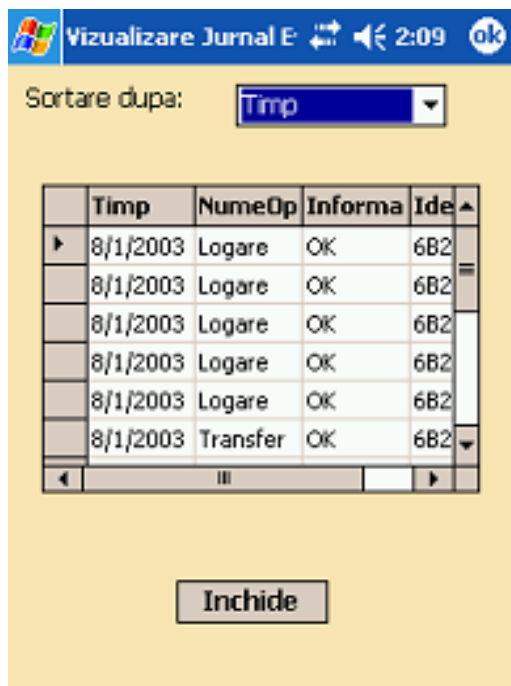 Vizualizare Jurnal E 2:09 ok
Sortare dupa: Timp
Timp NumeOp Informa Ide
8/1/2003 Logare OK 6B2
8/1/2003 Logare OK 6B2
8/1/2003 Logare OK 6B2
8/1/2003 Logare OK 6B2
8/1/2003 Logare OK 6B2
8/1/2003 Transfer OK 6B2
Inchide